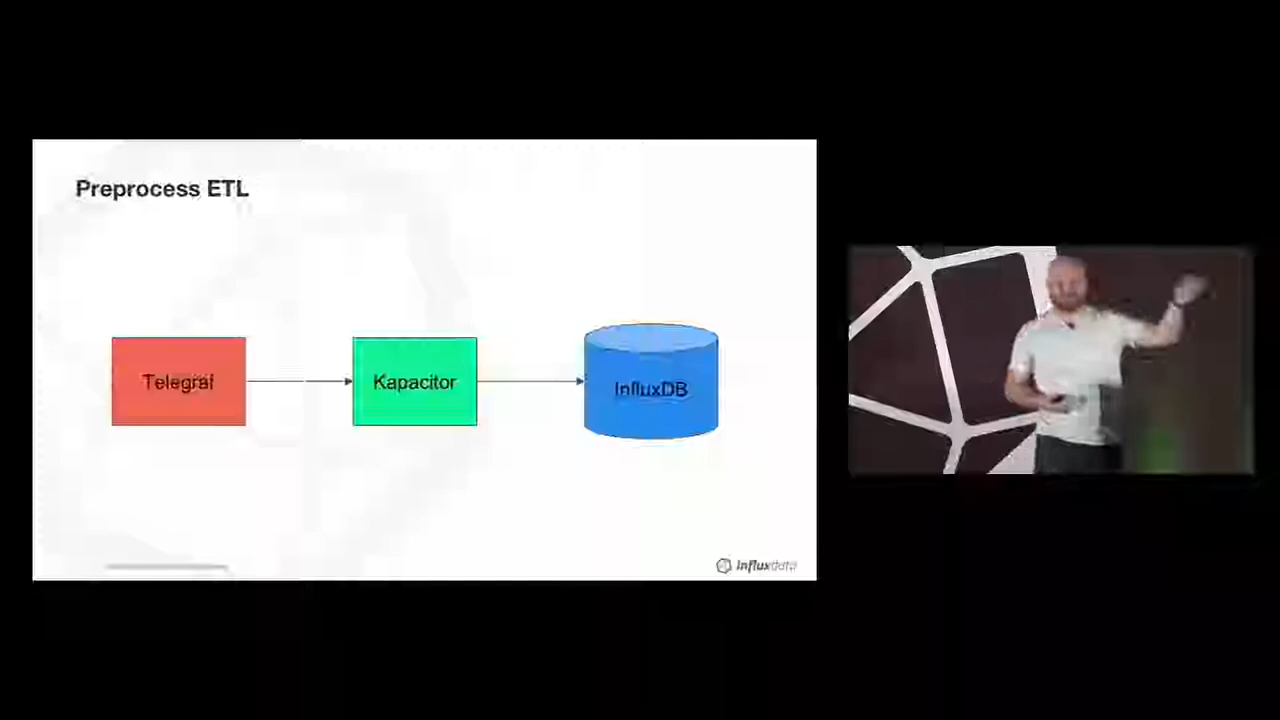 Preprocess ETL
Telegraf
Kapacitor
InfluxDB
influxdata